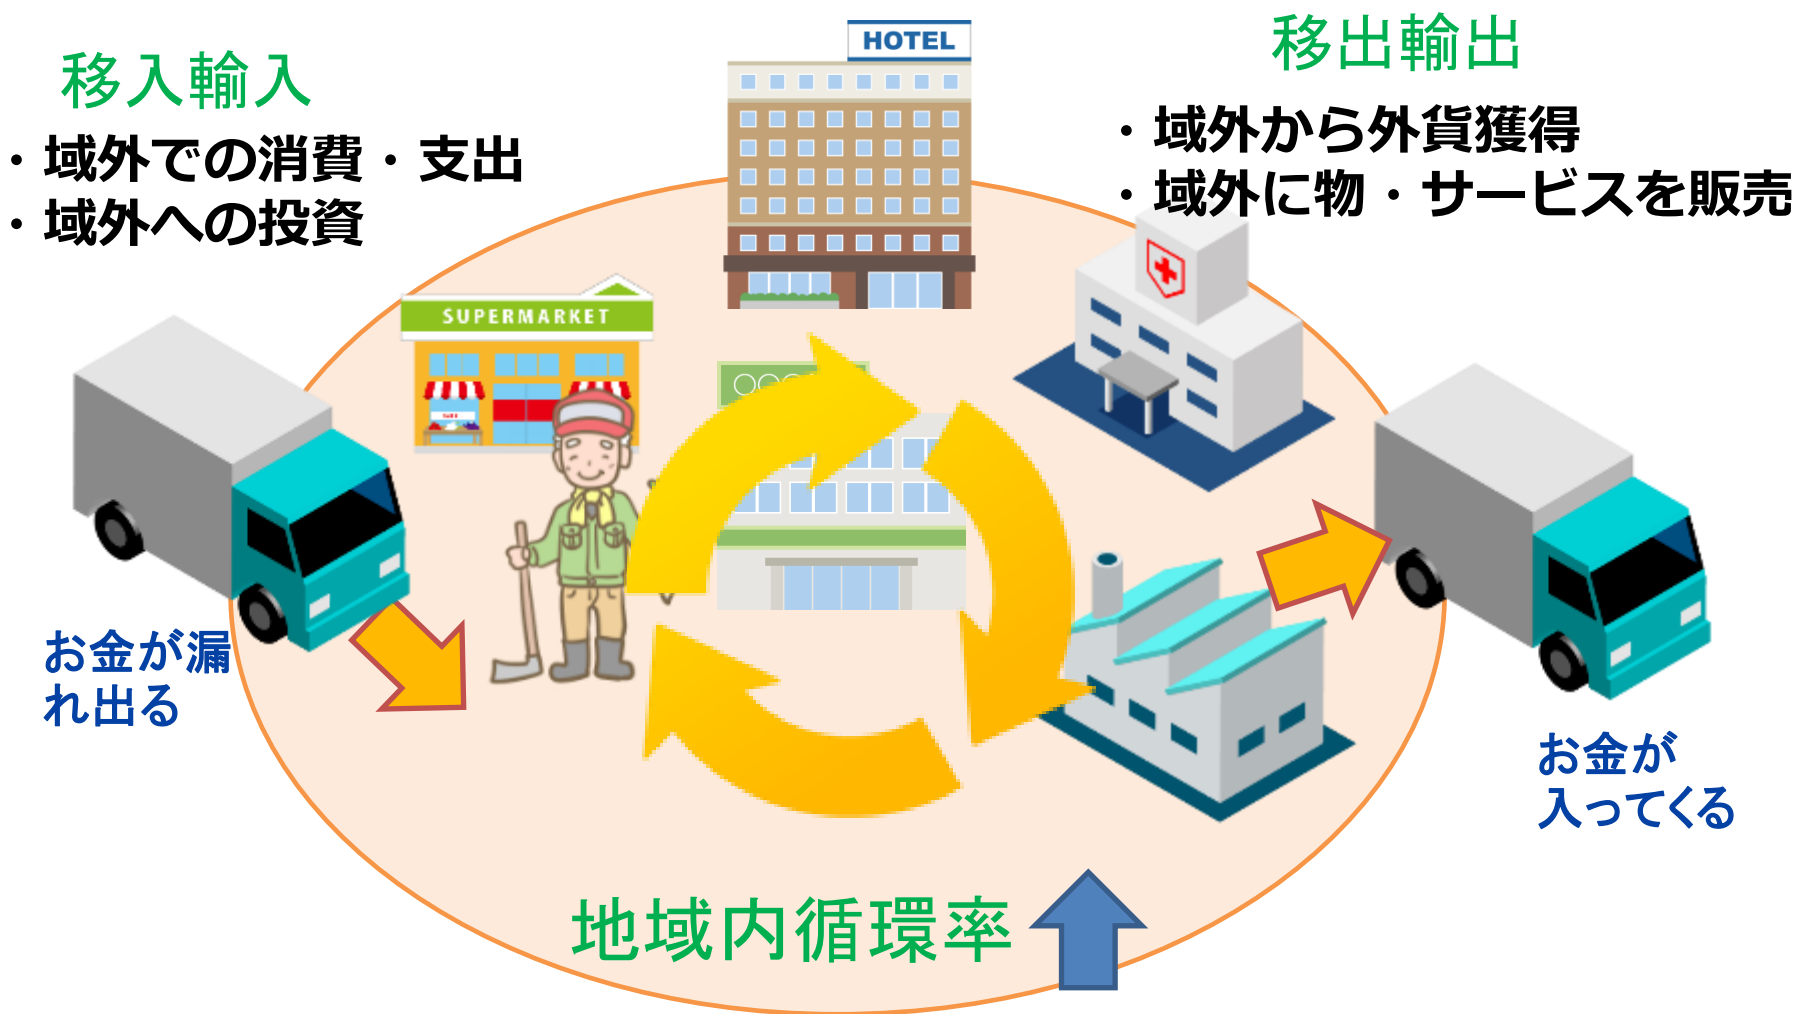 移入輸入
・域外での消費・支出
・域外への投資
HOTEL
移出輸出
・域外から外貨獲得
・域外に物・サービスを販売
SUPERMARKET
お金が漏
れ出る
お金が
入ってくる
地域内循環率